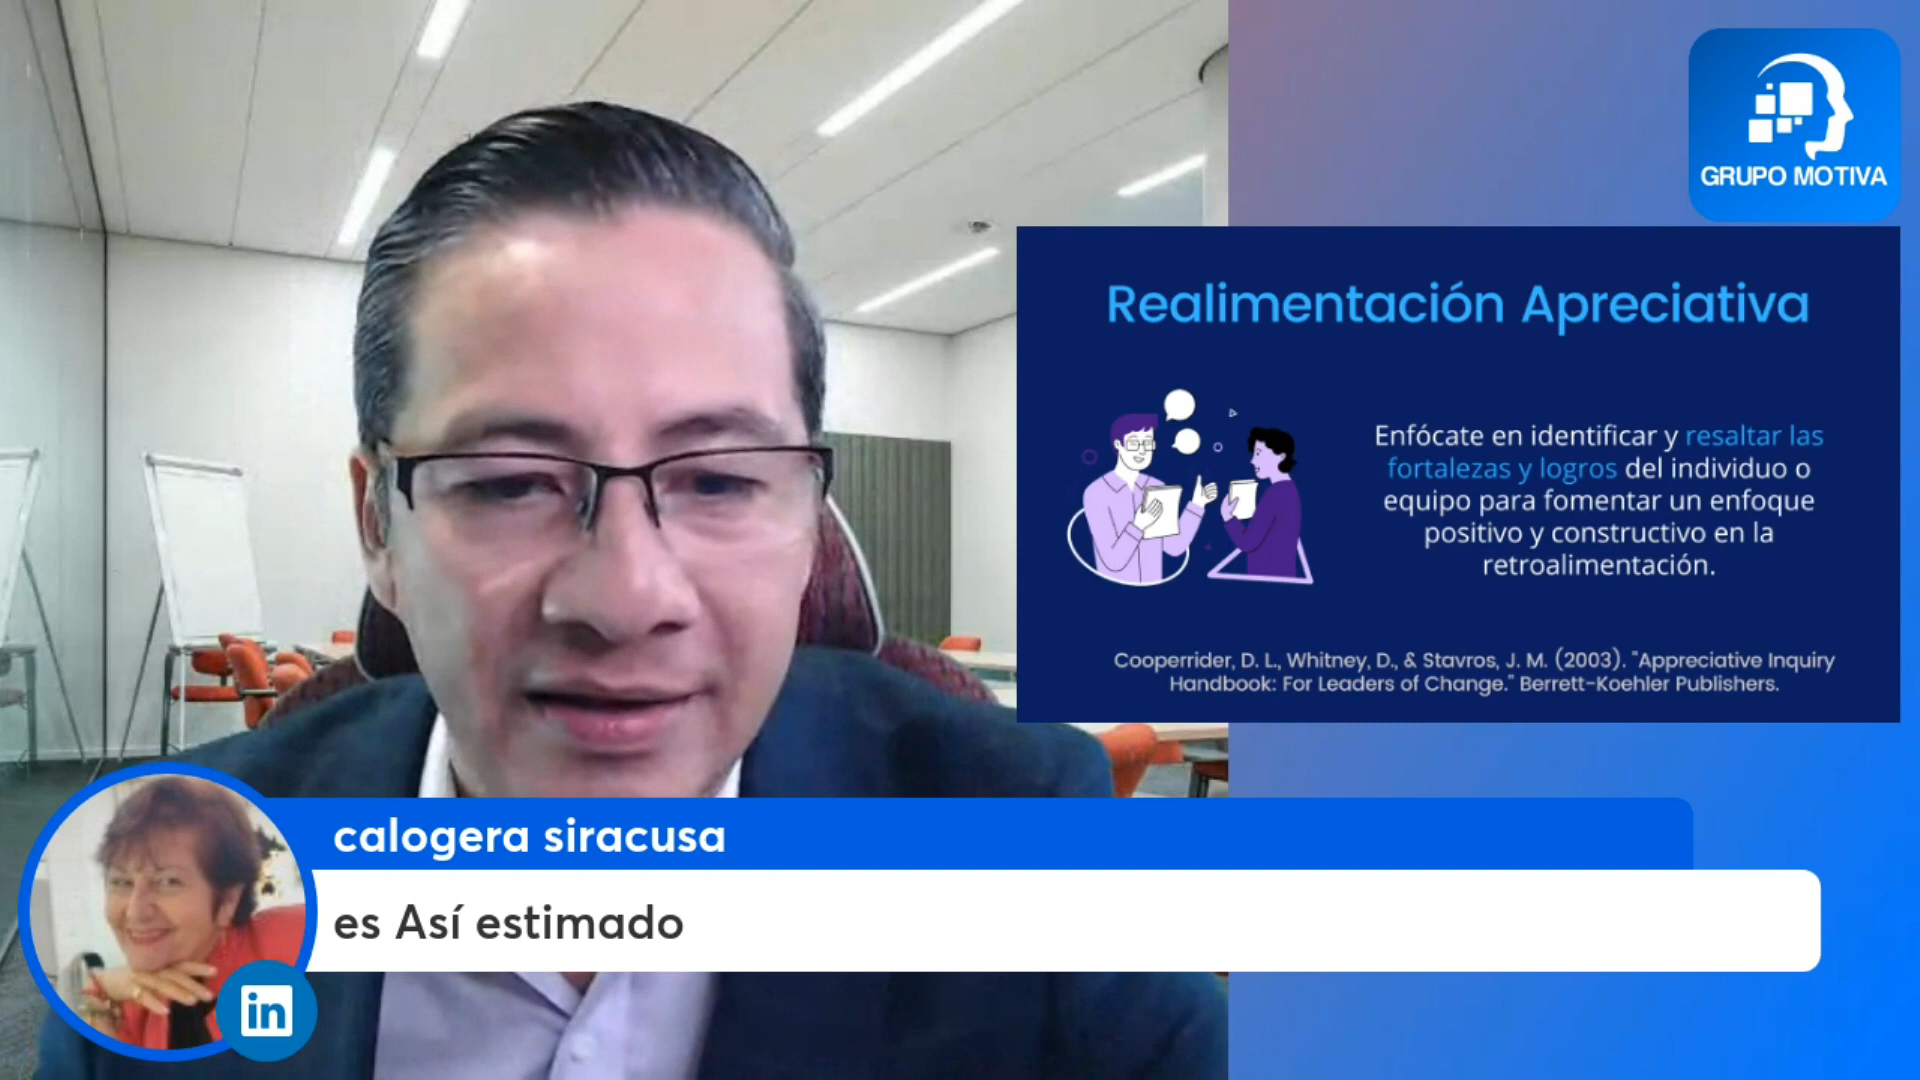 GRUPO MOTIVA
Realimentación Apreciativa
Enfócate en identificar y resaltar las
fortalezas y logros del individuo o
equipo para fomentar un enfoque
positivo y constructivo en la
retroalimentación.
Cooperrider, D. L., Whitney, D., & Stavros, J. M. (2003). "Appreciative Inquiry
Handbook: For Leaders of Change." Berrett-Koehler Publishers.
calogera siracusa
es Así estimado
in